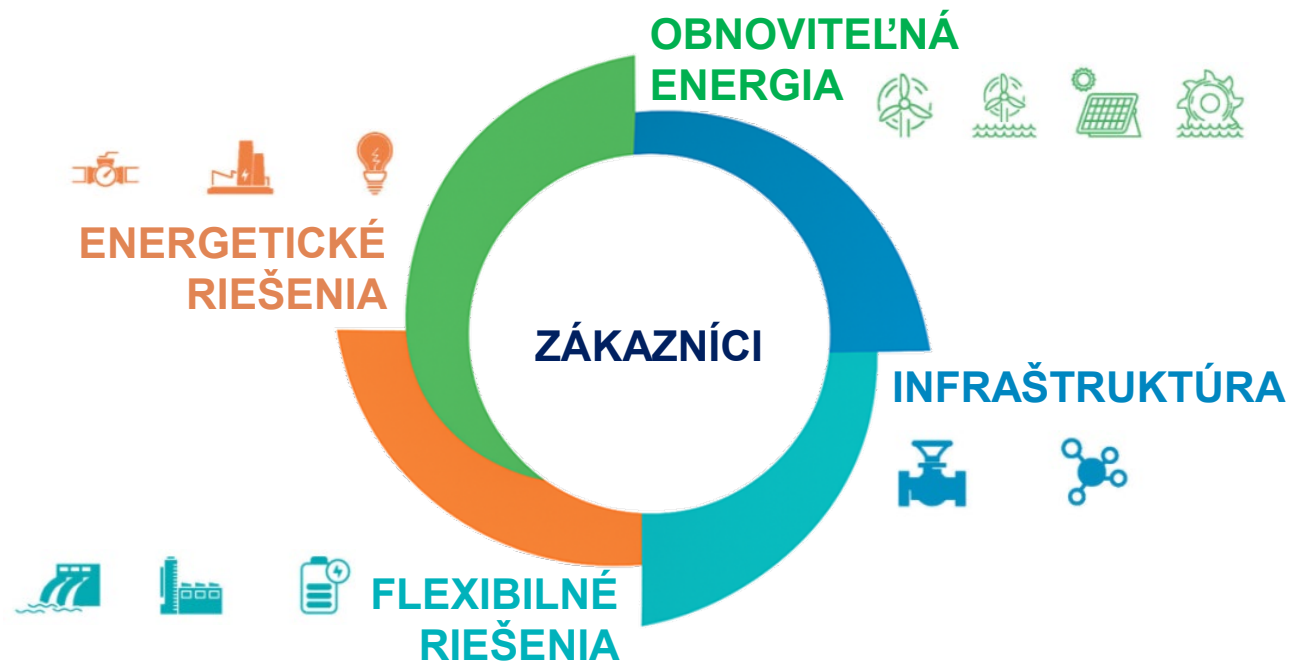 OBNOVITEĽNÁ
ENERGIA
ENERGETICKÉ
RIEŠENIA
ZÁKAZNÍCI
INFRAŠTRUKTÚRA
FLEXIBILNÉ
RIEŠENIA